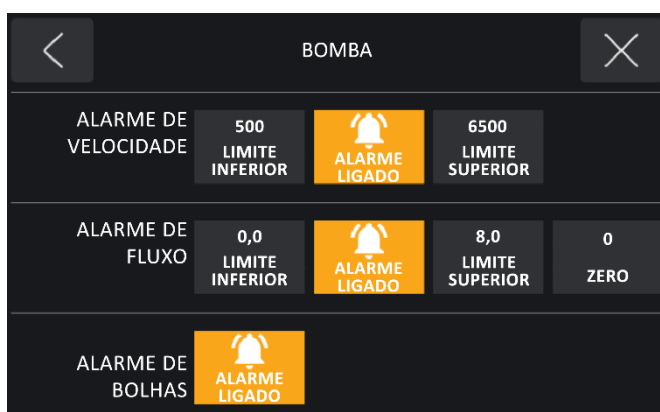 BOMBA
ALARME DE
VELOCIDADE
500
LIMITE
INFERIOR
ALARME
LIGADO
6500
LIMITE
SUPERIOR
ALARME DE
FLUXO
0,0
LIMITE
INFERIOR
ALARME
LIGADO
8,0
LIMITE
SUPERIOR
0
ZERO
ALARME DE
BOLHAS
ALARME
LIGADO